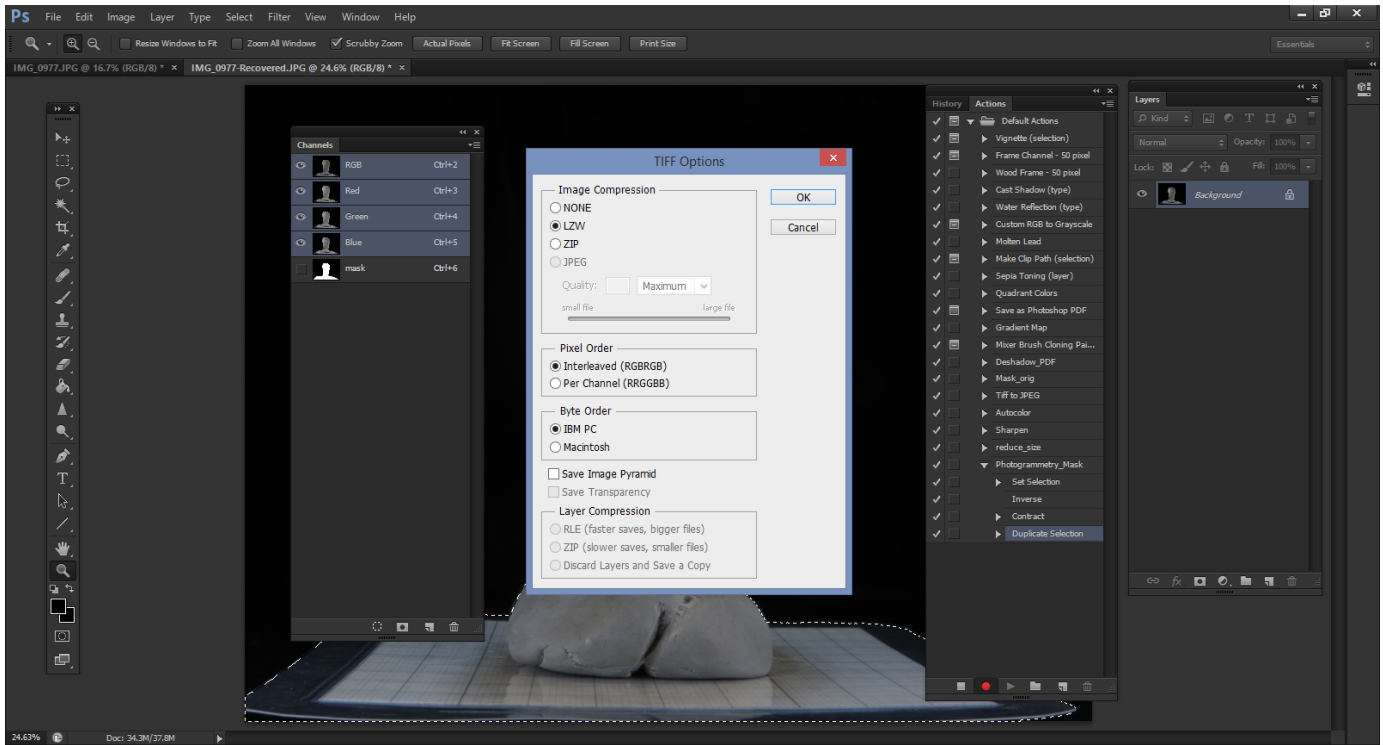 Ps File Edit Image Layer Type Select Filter View Window Help
Resize Windows to Fit Zoom All Windows Scrubby Zoom Actual Pixels Fit Screen Fill Screen Print Size Essentials
IMG_0977.JPG @ 16.7% (RGB/8) * × IMG_0977-Recovered.JPG @ 24.6% (RGB/8) * ×
Channels
RGB Ctrl+2
Red Ctrl+3
Green Ctrl+4
Blue Ctrl+5
mask Ctrl+6
TIFF Options
Image Compression
NONE
LZW
ZIP
JPEG
Quality: Maximum
small file large file
OK
Cancel
Pixel Order
Interleaved (RGBRGB)
Per Channel (RRGGBB)
Byte Order
IBM PC
Macintosh
Save Image Pyramid
Save Transparency
Layer Compression
RLE (faster saves, bigger files)
ZIP (slower saves, smaller files)
Discard Layers and Save a Copy
History Actions
Default Actions
Vignette (selection)
Frame Channel - 50 pixel
Wood Frame - 50 pixel
Cast Shadow (type)
Water Reflection (type)
Custom RGB to Grayscale
Molten Lead
Make Clip Path (selection)
Sepia Toning (layer)
Quadrant Colors
Save as Photoshop PDF
Gradient Map
Mixer Brush Cloning Pai...
Deshadow_PDF
Mask_orig
Tiff to JPEG
Autocolor
Sharpen
reduce_size
Photogrammetry_Mask
Set Selection
Inverse
Contract
Duplicate Selection
Layers
Kind
Normal Opacity: 100%
Lock: Fill: 100%
Background
24.63% Doc: 34.3M/37.8M